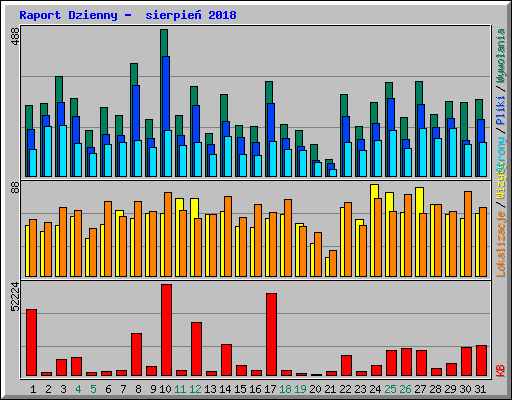 Raport Dzienny - sierpień 2018
488
88
52224
Lokalizacje / Wizyty / Strony / Pliki / Wywołania
KB
1 2 3 4 5 6 7 8 9 10 11 12 13 14 15 16 17 18 19 20 21 22 23 24 25 26 27 28 29 30 31